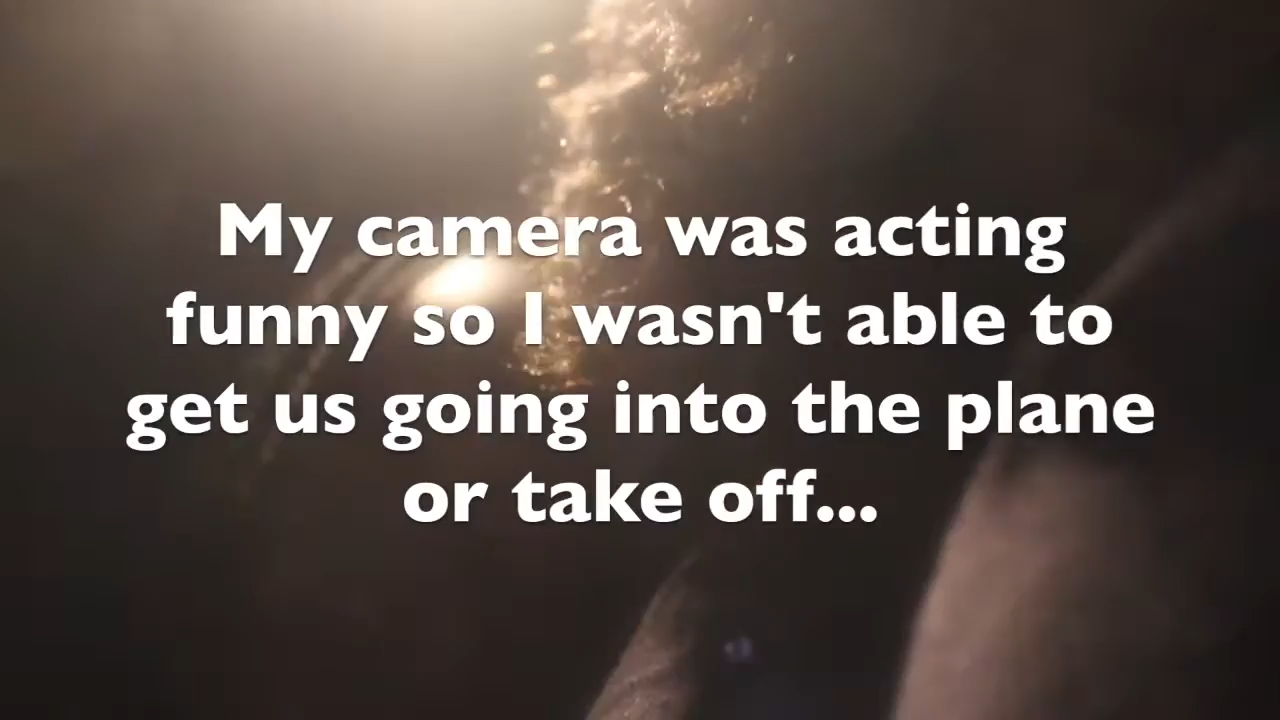 My camera was acting
funny so I wasn't able to
get us going into the plane
or take off...